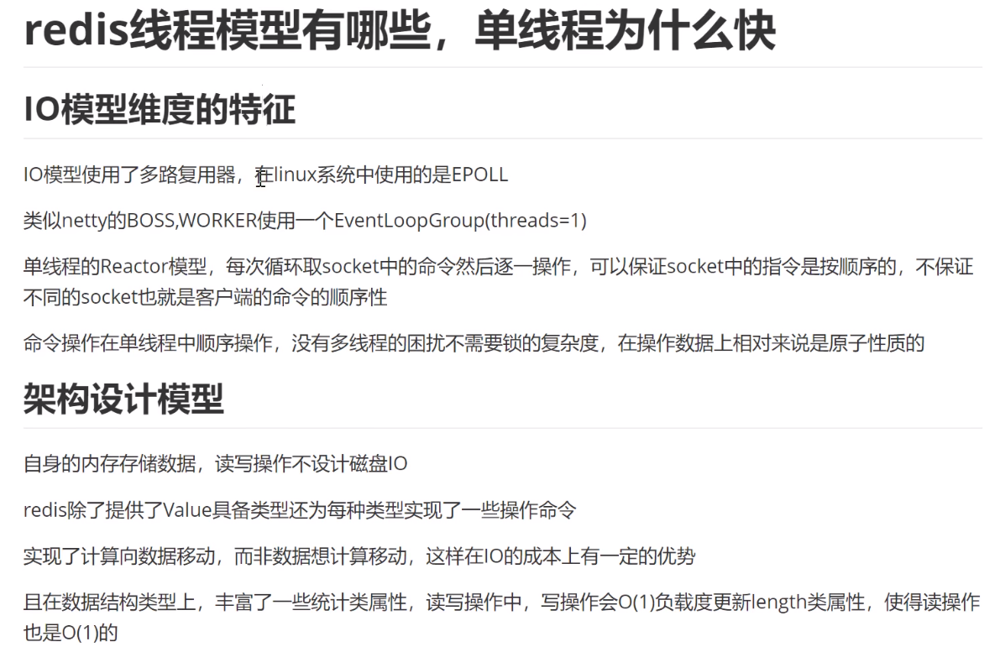 redis线程模型有哪些，单线程为什么快
IO模型维度的特征
IO模型使用了多路复用器，在linux系统中使用的是EPOLL
类似netty的BOSS,WORKER使用一个EventLoopGroup(threads=1)
单线程的Reactor模型，每次循环取socket中的命令然后逐一操作，可以保证socket中的指令是按顺序的，不保证
不同的socket也就是客户端的命令的顺序性
命令操作在单线程中顺序操作，没有多线程的困扰不需要锁的复杂度，在操作数据上相对来说是原子性质的
架构设计模型
自身的内存存储数据，读写操作不设计磁盘IO
redis除了提供了Value具备类型还为每种类型实现了一些操作命令
实现了计算向数据移动，而非数据想计算移动，这样在IO的成本上有一定的优势
且在数据结构类型上，丰富了一些统计类属性，读写操作中，写操作会O(1)负载度更新length类属性，使得读操作
也是O(1)的